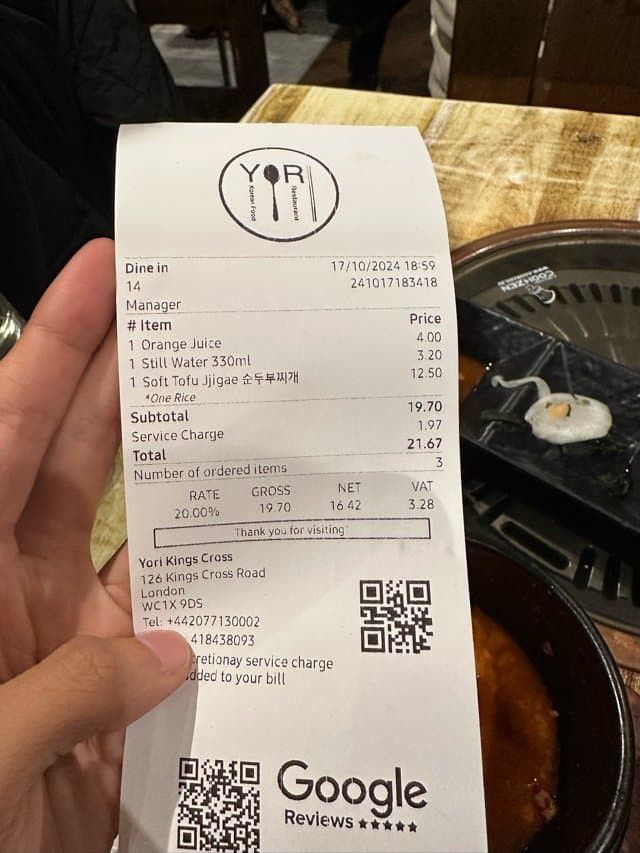 YORI
Korean Food
Restaurant
Dine in 17/10/2024 18:59
14 241017183418
Manager
# Item Price
1 Orange Juice 4.00
1 Still Water 330ml 3.20
1 Soft Tofu Jjigae 순두부찌개 12.50
*One Rice
Subtotal 19.70
Service Charge 1.97
Total 21.67
Number of ordered items 3
RATE GROSS NET VAT
20.00% 19.70 16.42 3.28
Thank you for visiting!
Yori Kings Cross
126 Kings Cross Road
London
WC1X 9DS
Tel: +442077130002
418438093
cretionay service charge
dded to your bill
Google
Reviews ★★★★★
COOKZEN